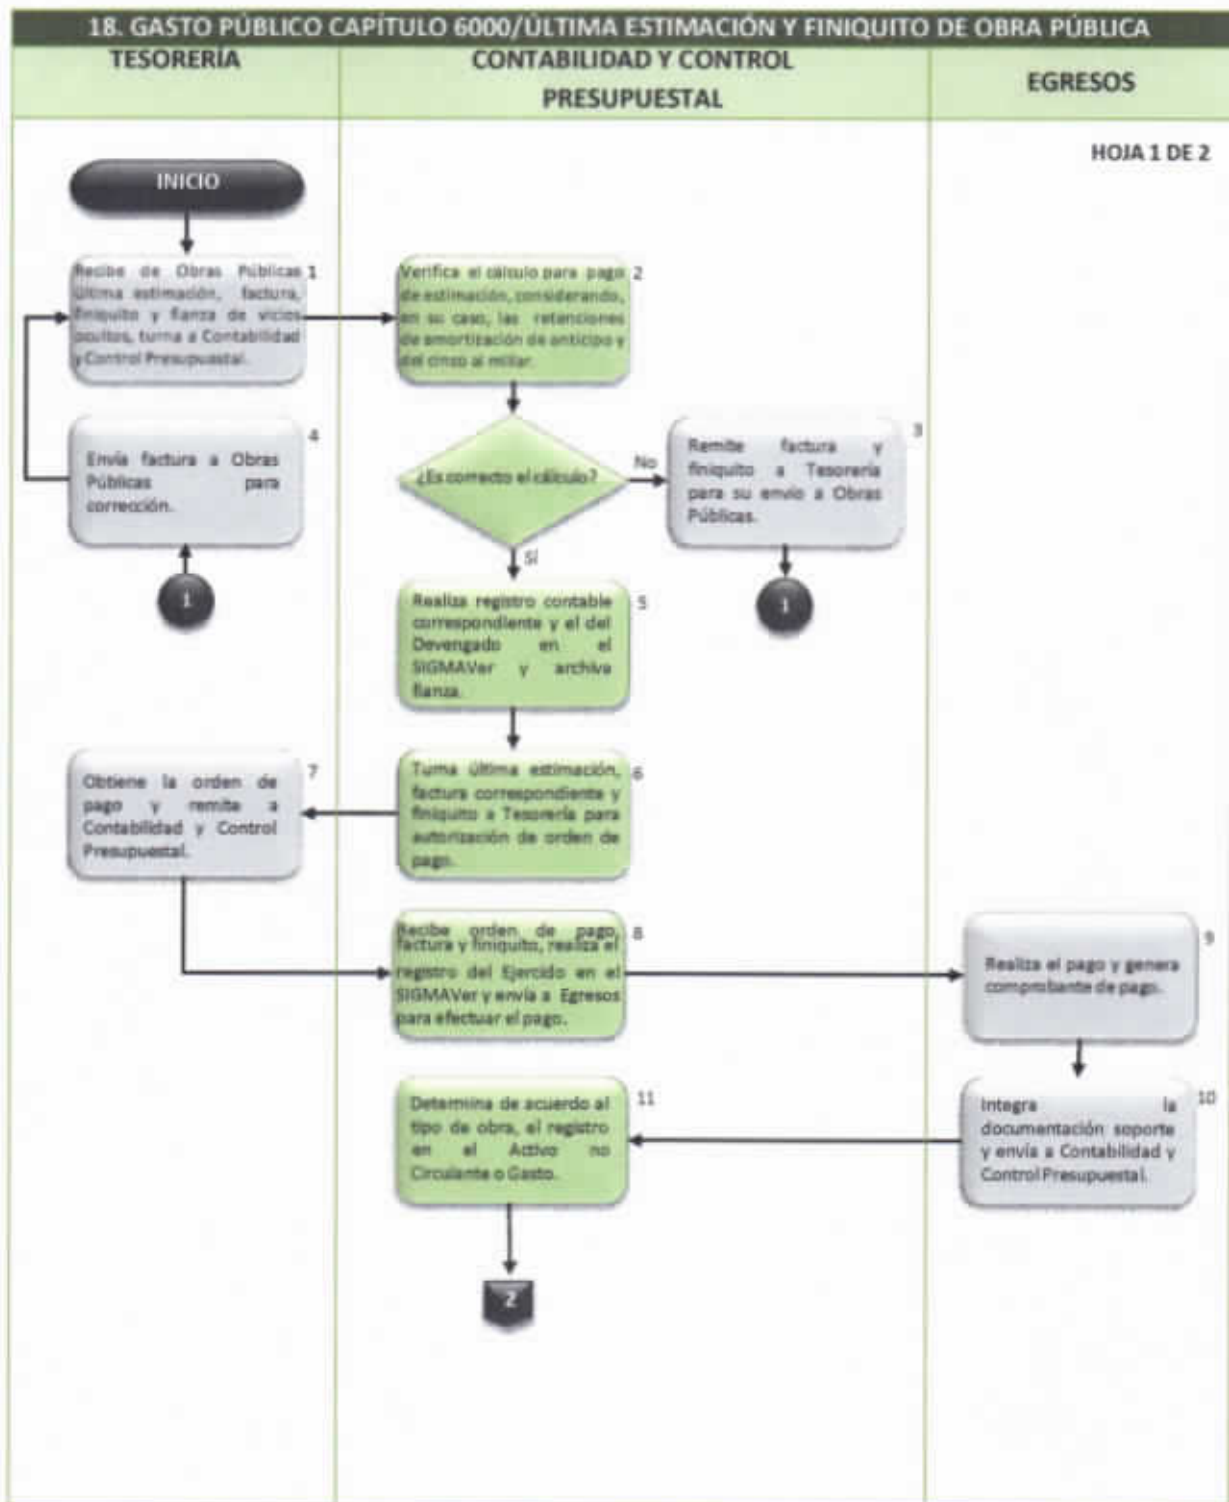 18. GASTO PÚBLICO CAPÍTULO 6000/ÚLTIMA ESTIMACIÓN Y FINIQUITO DE OBRA PÚBLICA
TESORERÍA
CONTABILIDAD Y CONTROL
PRESUPUESTAL
EGRESOS
HOJA 1 DE 2
INICIO
Recibe de Obras Públicas 1
última estimación, factura,
finiquito y fianza de vicios
ocultos, turna a Contabilidad
y Control Presupuestal.
Verifica el cálculo para pago 2
de estimación, considerando,
en su caso, las retenciones
de amortización de anticipo y
del cinco al millar.
4
Envía factura a Obras
Públicas para
corrección.
1
¿Es correcto el cálculo?
No
Sí
3
Remite factura y
finiquito a Tesorería
para su envío a Obras
Públicas.
1
Realiza registro contable 5
correspondiente y el del
Devengado en el
SIGMAVer y archiva
fianza.
Turna última estimación, 6
factura correspondiente y
finiquito a Tesorería para
autorización de orden de
pago.
7
Obtiene la orden de
pago y remite a
Contabilidad y Control
Presupuestal.
Recibe orden de pago, 8
factura y finiquito, realiza el
registro del Ejercido en el
SIGMAVer y envía a Egresos
para efectuar el pago.
9
Realiza el pago y genera
comprobante de pago.
10
Integra la
documentación soporte
y envía a Contabilidad y
Control Presupuestal.
Determina de acuerdo al 11
tipo de obra, el registro
en el Activo no
Circulante o Gasto.
2